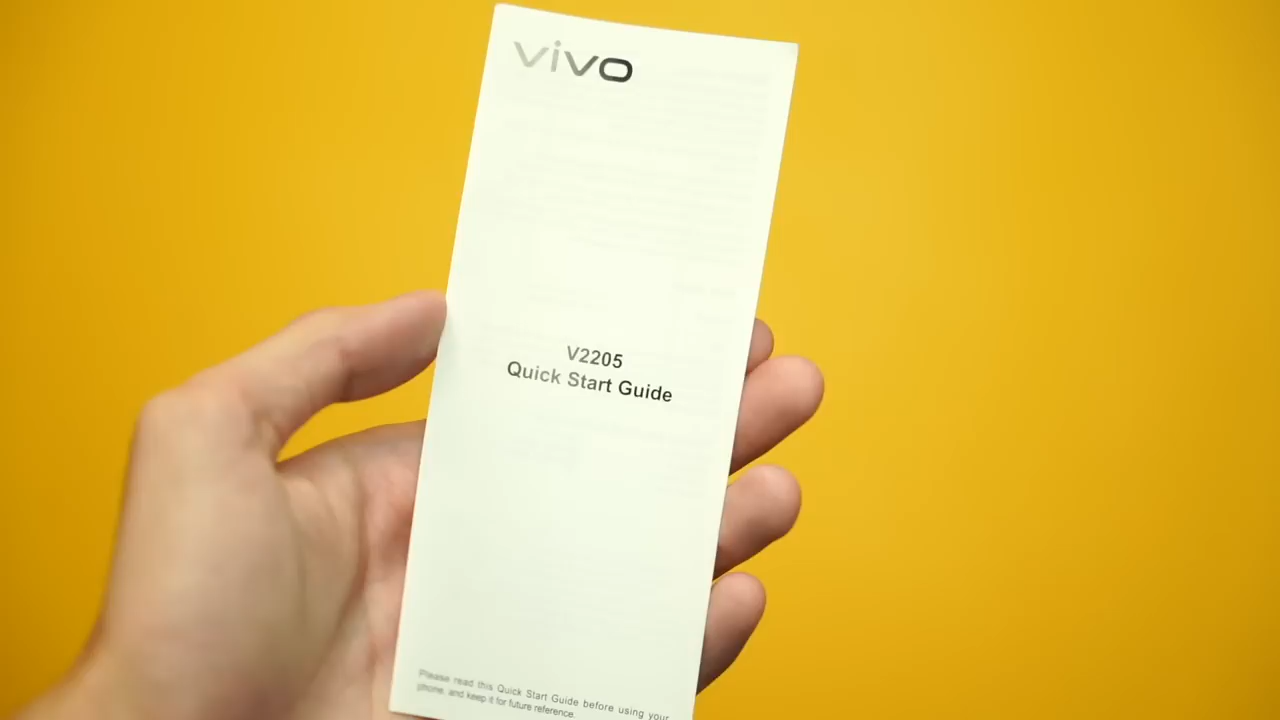 vivo
V2205
Quick Start Guide
Please read this Quick Start Guide before using your
phone, and keep it for future reference.